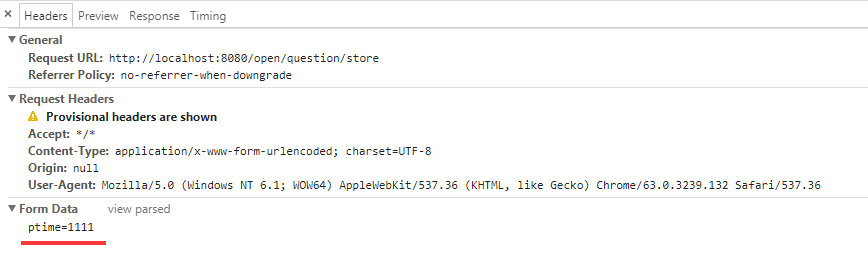 × Headers Preview Response Timing
▼ General
Request URL: http://localhost:8080/open/question/store
Referrer Policy: no-referrer-when-downgrade
▼ Request Headers
Provisional headers are shown
Accept: */*
Content-Type: application/x-www-form-urlencoded; charset=UTF-8
Origin: null
User-Agent: Mozilla/5.0 (Windows NT 6.1; WOW64) AppleWebKit/537.36 (KHTML, like Gecko) Chrome/63.0.3239.132 Safari/537.36
▼ Form Data view parsed
ptime=1111